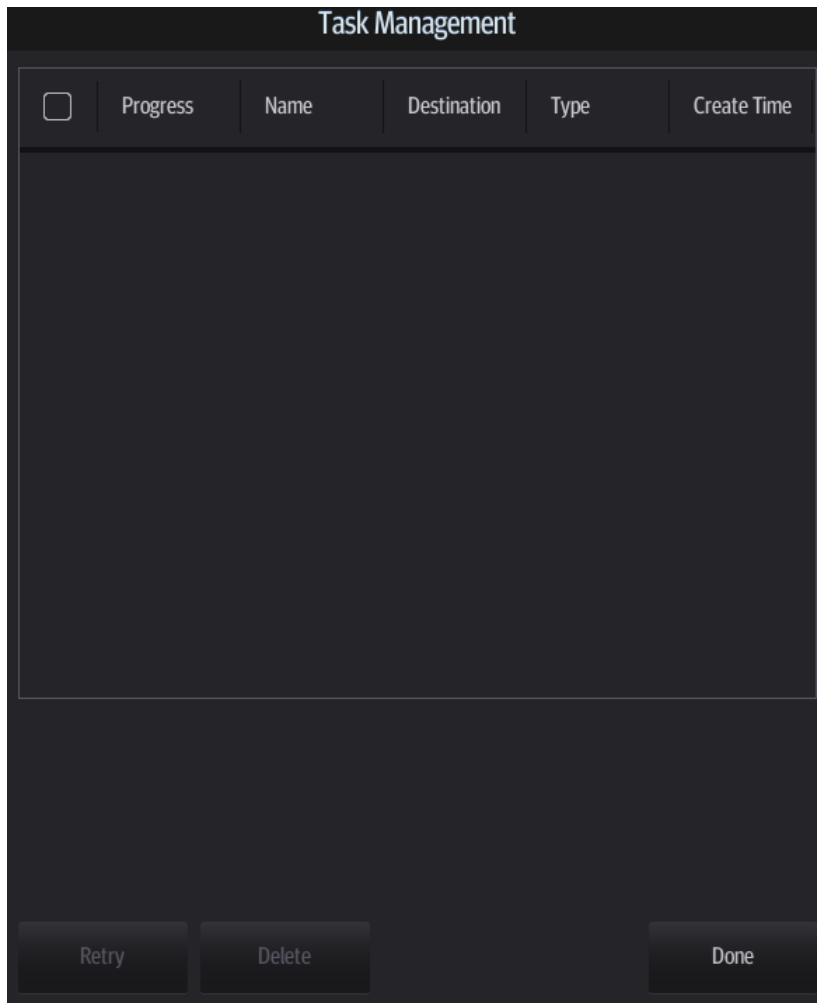 Task Management
Progress Name Destination Type Create Time
Retry Delete Done